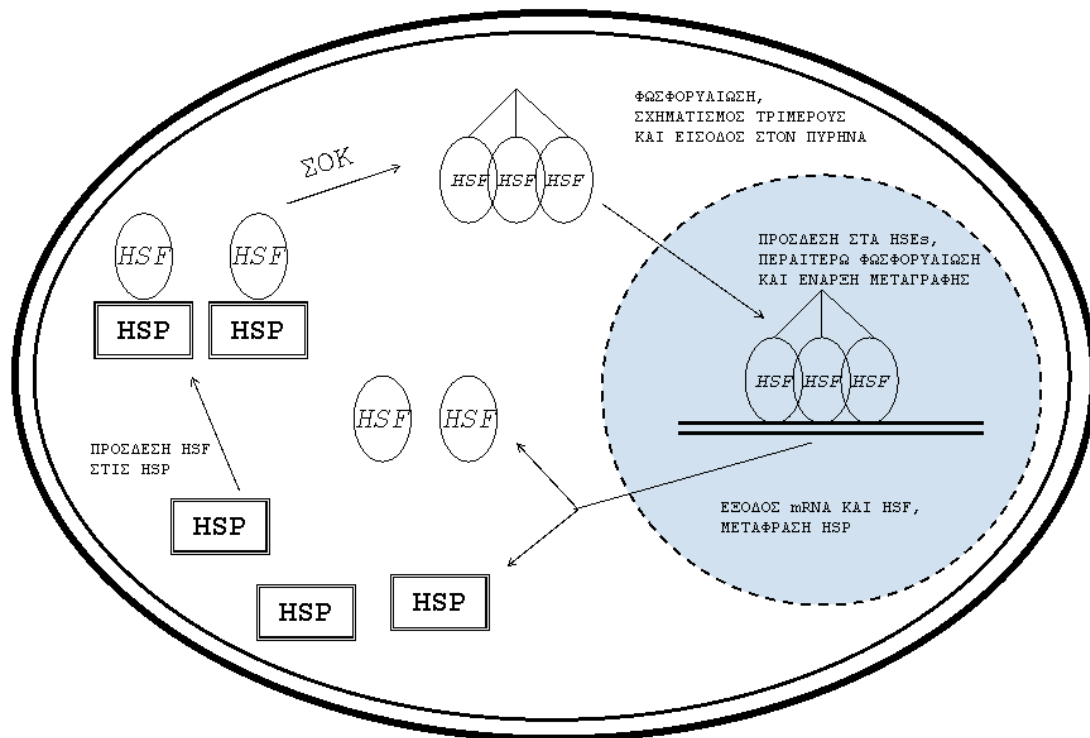 ΦΩΣΦΟΡΥΛΙΩΣΗ,
ΣΧΗΜΑΤΙΣΜΟΣ ΤΡΙΜΕΡΟΥΣ
ΚΑΙ ΕΙΣΟΔΟΣ ΣΤΟΝ ΠΥΡΗΝΑ
ΣΟΚ
HSF HSF HSF
HSF HSF
HSP HSP
ΠΡΟΣΔΕΣΗ ΣΤΑ HSEs,
ΠΕΡΑΙΤΕΡΩ ΦΩΣΦΟΡΥΛΙΩΣΗ
ΚΑΙ ΕΝΑΡΞΗ ΜΕΤΑΓΡΑΦΗΣ
HSF HSF HSF
HSF HSF
ΠΡΟΣΔΕΣΗ HSF
ΣΤΙΣ HSP
ΕΞΟΔΟΣ mRNA ΚΑΙ HSF,
ΜΕΤΑΦΡΑΣΗ HSP
HSP
HSP
HSP